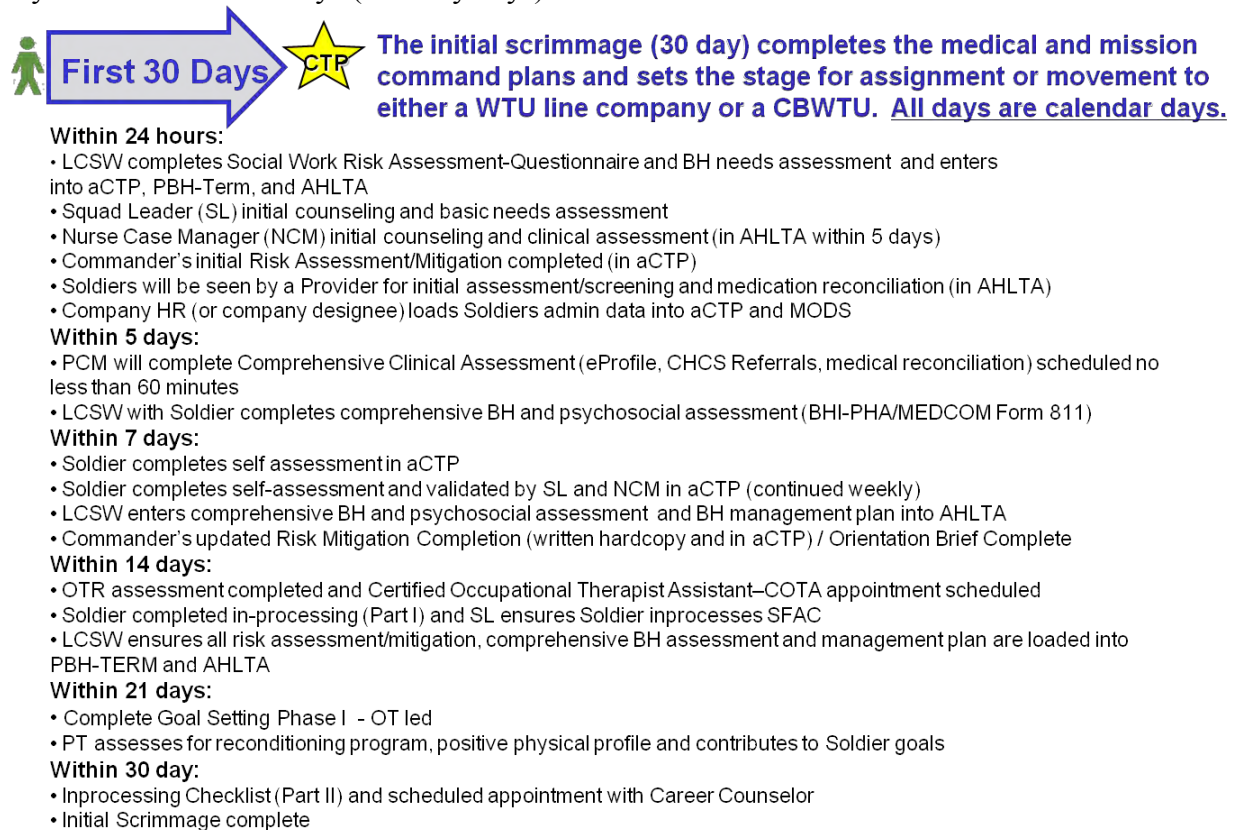 First 30 Days
CTP
The initial scrimmage (30 day) completes the medical and mission
command plans and sets the stage for assignment or movement to
either a WTU line company or a CBWTU. All days are calendar days.
Within 24 hours:
• LCSW completes Social Work Risk Assessment-Questionnaire and BH needs assessment and enters
into aCTP, PBH-Term, and AHLTA
• Squad Leader (SL) initial counseling and basic needs assessment
• Nurse Case Manager (NCM) initial counseling and clinical assessment (in AHLTA within 5 days)
• Commander's initial Risk Assessment/Mitigation completed (in aCTP)
• Soldiers will be seen by a Provider for initial assessment/screening and medication reconciliation (in AHLTA)
• Company HR (or company designee) loads Soldiers admin data into aCTP and MODS
Within 5 days:
• PCM will complete Comprehensive Clinical Assessment (eProfile, CHCS Referrals, medical reconciliation) scheduled no
less than 60 minutes
• LCSW with Soldier completes comprehensive BH and psychosocial assessment (BHI-PHA/MEDCOM Form 811)
Within 7 days:
• Soldier completes self assessment in aCTP
• Soldier completes self-assessment and validated by SL and NCM in aCTP (continued weekly)
• LCSW enters comprehensive BH and psychosocial assessment and BH management plan into AHLTA
• Commander's updated Risk Mitigation Completion (written hardcopy and in aCTP) / Orientation Brief Complete
Within 14 days:
• OTR assessment completed and Certified Occupational Therapist Assistant–COTA appointment scheduled
• Soldier completed in-processing (Part I) and SL ensures Soldier inprocesses SFAC
• LCSW ensures all risk assessment/mitigation, comprehensive BH assessment and management plan are loaded into
PBH-TERM and AHLTA
Within 21 days:
• Complete Goal Setting Phase I - OT led
• PT assesses for reconditioning program, positive physical profile and contributes to Soldier goals
Within 30 day:
• Inprocessing Checklist (Part II) and scheduled appointment with Career Counselor
• Initial Scrimmage complete